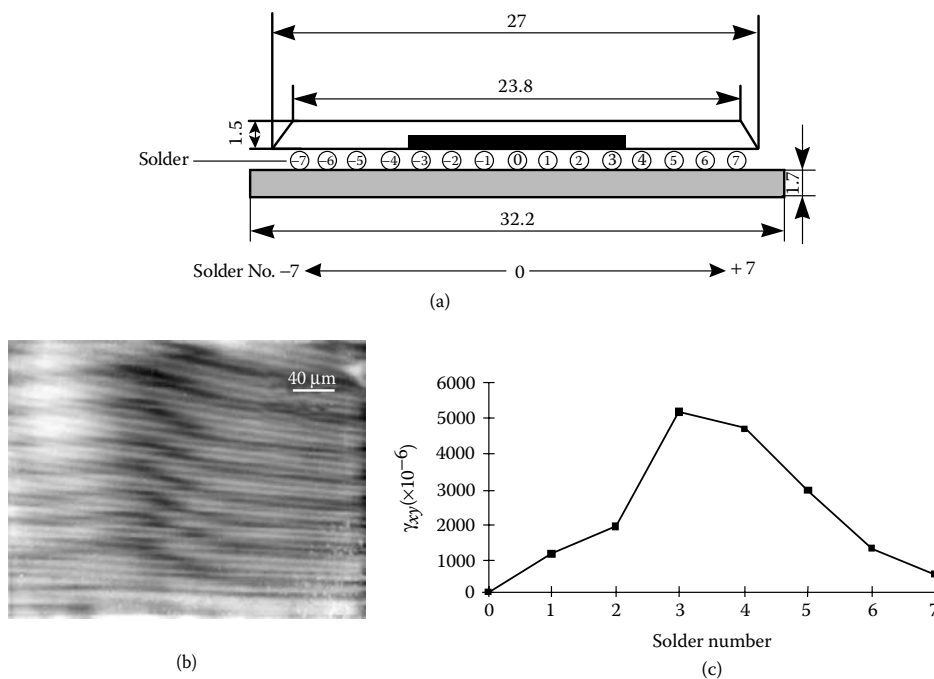 27
23.8
1.5
Solder
–7 –6 –5 –4 –3 –2 –1 0 1 2 3 4 5 6 7
1.7
32.2
Solder No. –7 0 +7
(a)
40 μm
(b)
6000
5000
4000
3000
2000
1000
0
γxy(×10−6)
0 1 2 3 4 5 6 7
Solder number
(c)